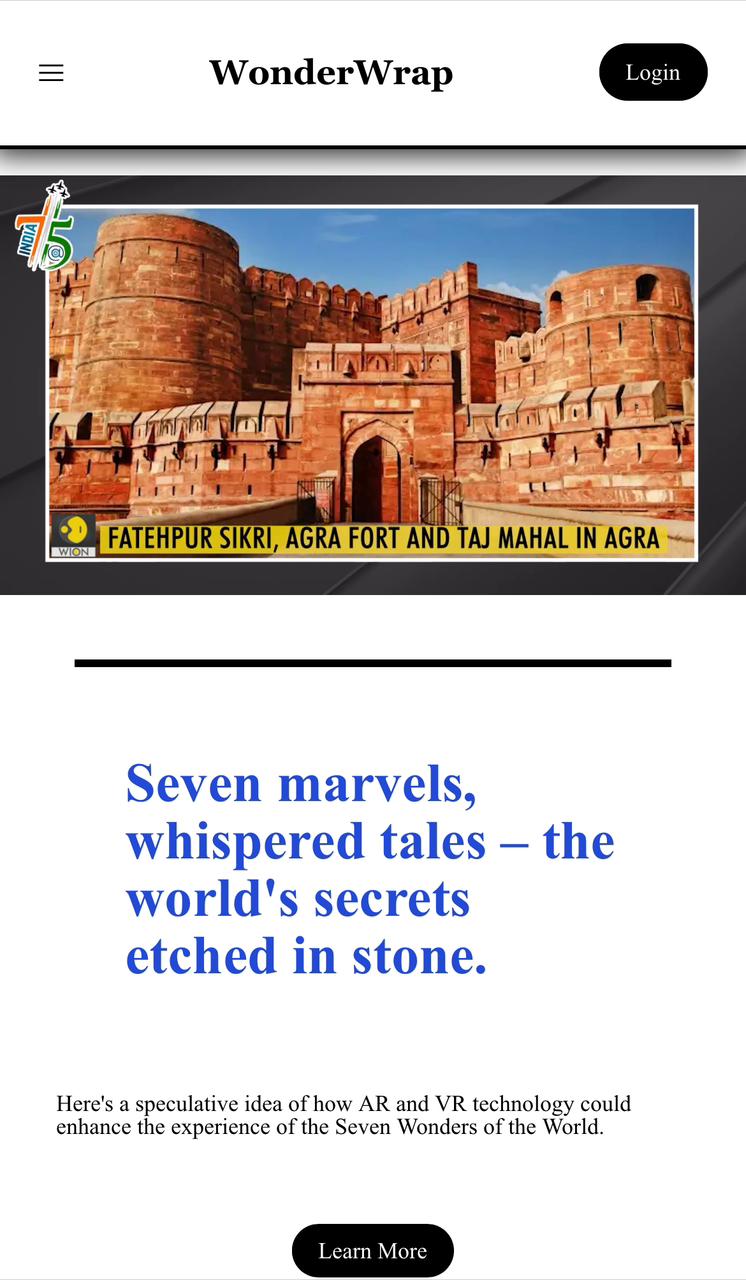 WonderWrap
Login
INDIA
75
@
WION
FATEHPUR SIKRI, AGRA FORT AND TAJ MAHAL IN AGRA
Seven marvels,
whispered tales – the
world's secrets
etched in stone.
Here's a speculative idea of how AR and VR technology could
enhance the experience of the Seven Wonders of the World.
Learn More